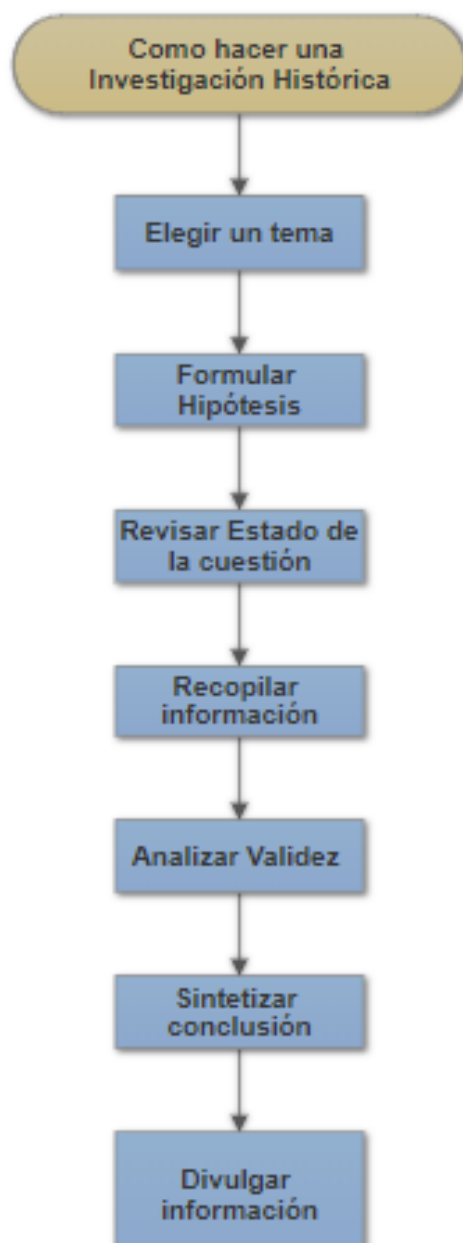 Como hacer una
Investigación Histórica
Elegir un tema
Formular
Hipótesis
Revisar Estado de
la cuestión
Recopilar
información
Analizar Validez
Sintetizar
conclusión
Divulgar
información